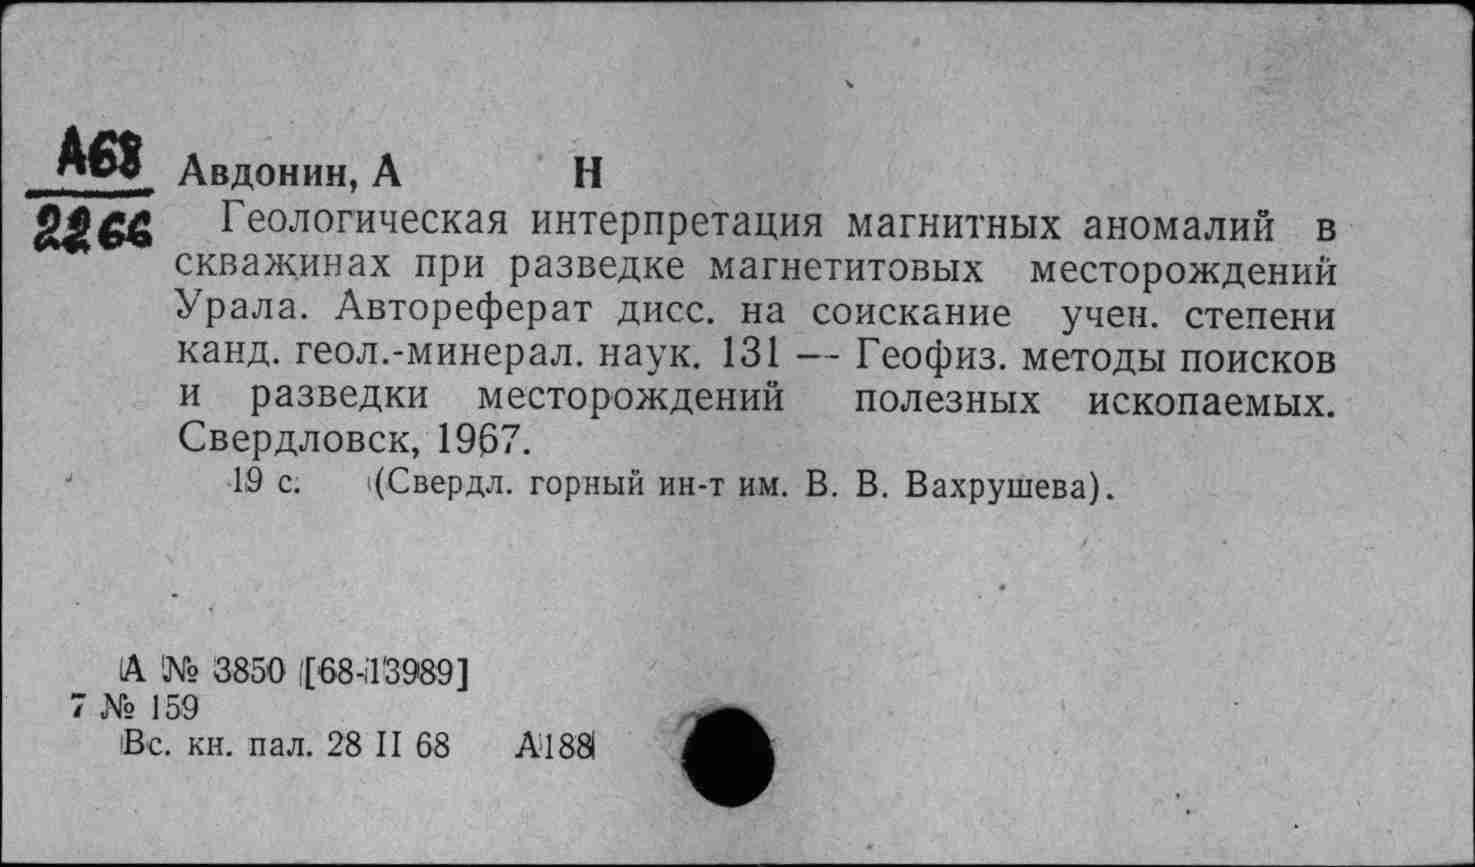 А68
2266
Авдонин, А Н
Геологическая интерпретация магнитных аномалий в
скважинах при разведке магнетитовых месторождений
Урала. Автореферат дисс. на соискание учен. степени
канд. геол.-минерал. наук. 131 — Геофиз. методы поисков
и разведки месторождений полезных ископаемых.
Свердловск, 1967.
19 с. (Свердл. горный ин-т им. В. В. Вахрушева).
А № 3850 [68-13989]
7 № 159
Вс. кн. пал. 28 II 68 А188